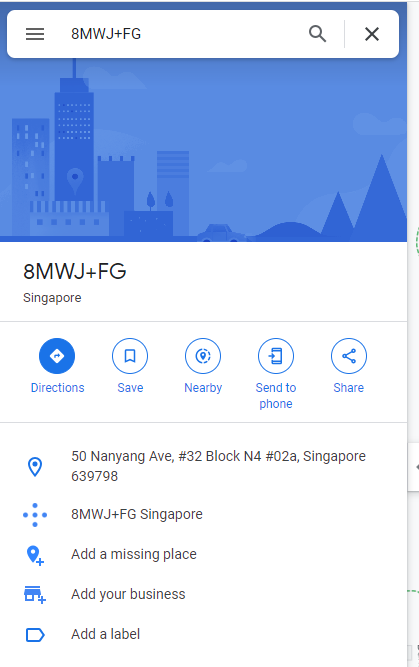 8MWJ+FG
8MWJ+FG
Singapore
Directions
Save
Nearby
Send to
phone
Share
50 Nanyang Ave, #32 Block N4 #02a, Singapore
639798
8MWJ+FG Singapore
Add a missing place
Add your business
Add a label